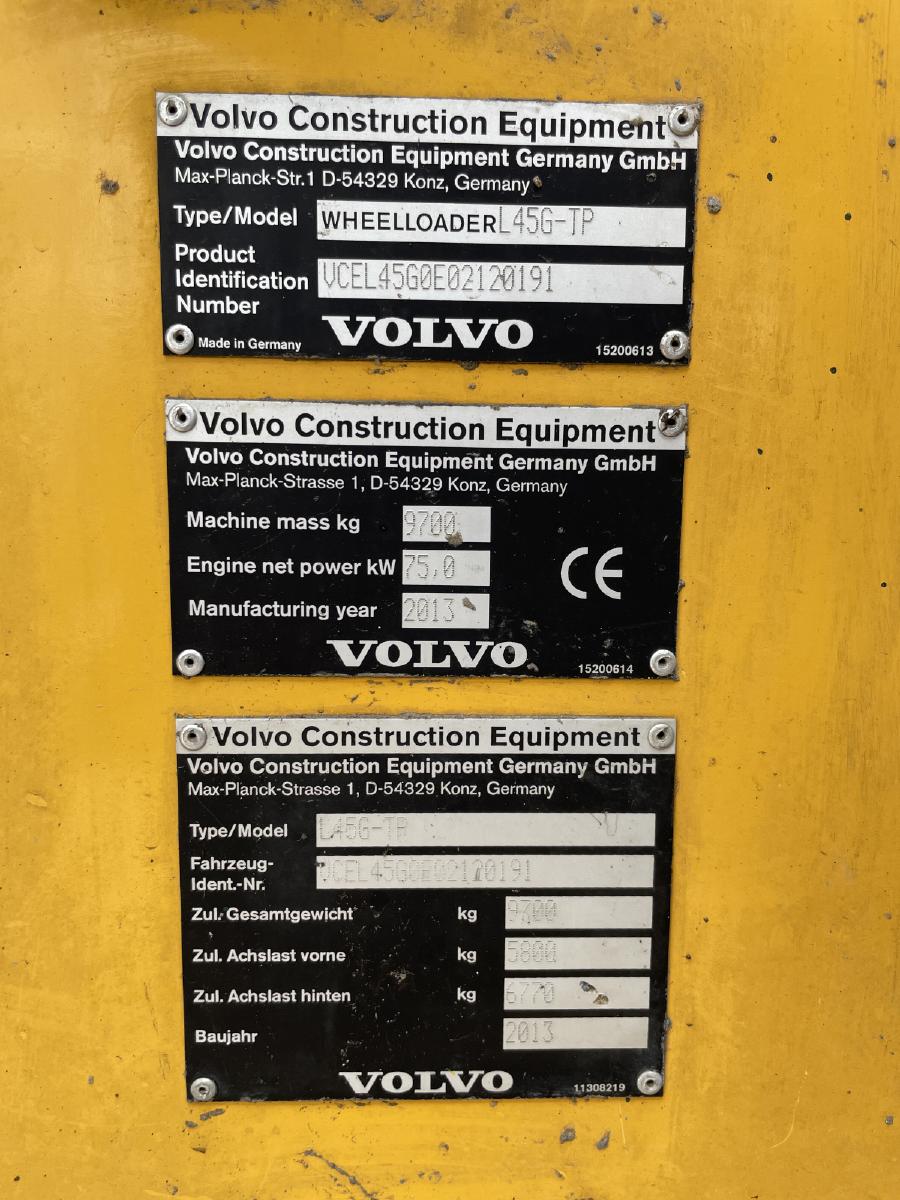 Volvo Construction Equipment
Volvo Construction Equipment Germany GmbH
Max-Planck-Str.1 D-54329 Konz, Germany
Type/Model WHEELLOADER L45G-TP
Product
Identification VCEL45G0E02120191
Number
VOLVO
Made in Germany 15200613
Volvo Construction Equipment
Volvo Construction Equipment Germany GmbH
Max-Planck-Strasse 1, D-54329 Konz, Germany
Machine mass kg 9700
Engine net power kW 75,0
CE
Manufacturing year 2013
VOLVO
15200614
Volvo Construction Equipment
Volvo Construction Equipment Germany GmbH
Max-Planck-Strasse 1, D-54329 Konz, Germany
Type/Model L45G-TP U
Fahrzeug-
Ident.-Nr. VCEL45G0E02120191
Zul. Gesamtgewicht kg 9700
Zul. Achslast vorne kg 5800
Zul. Achslast hinten kg 6770
Baujahr 2013
VOLVO
11308219